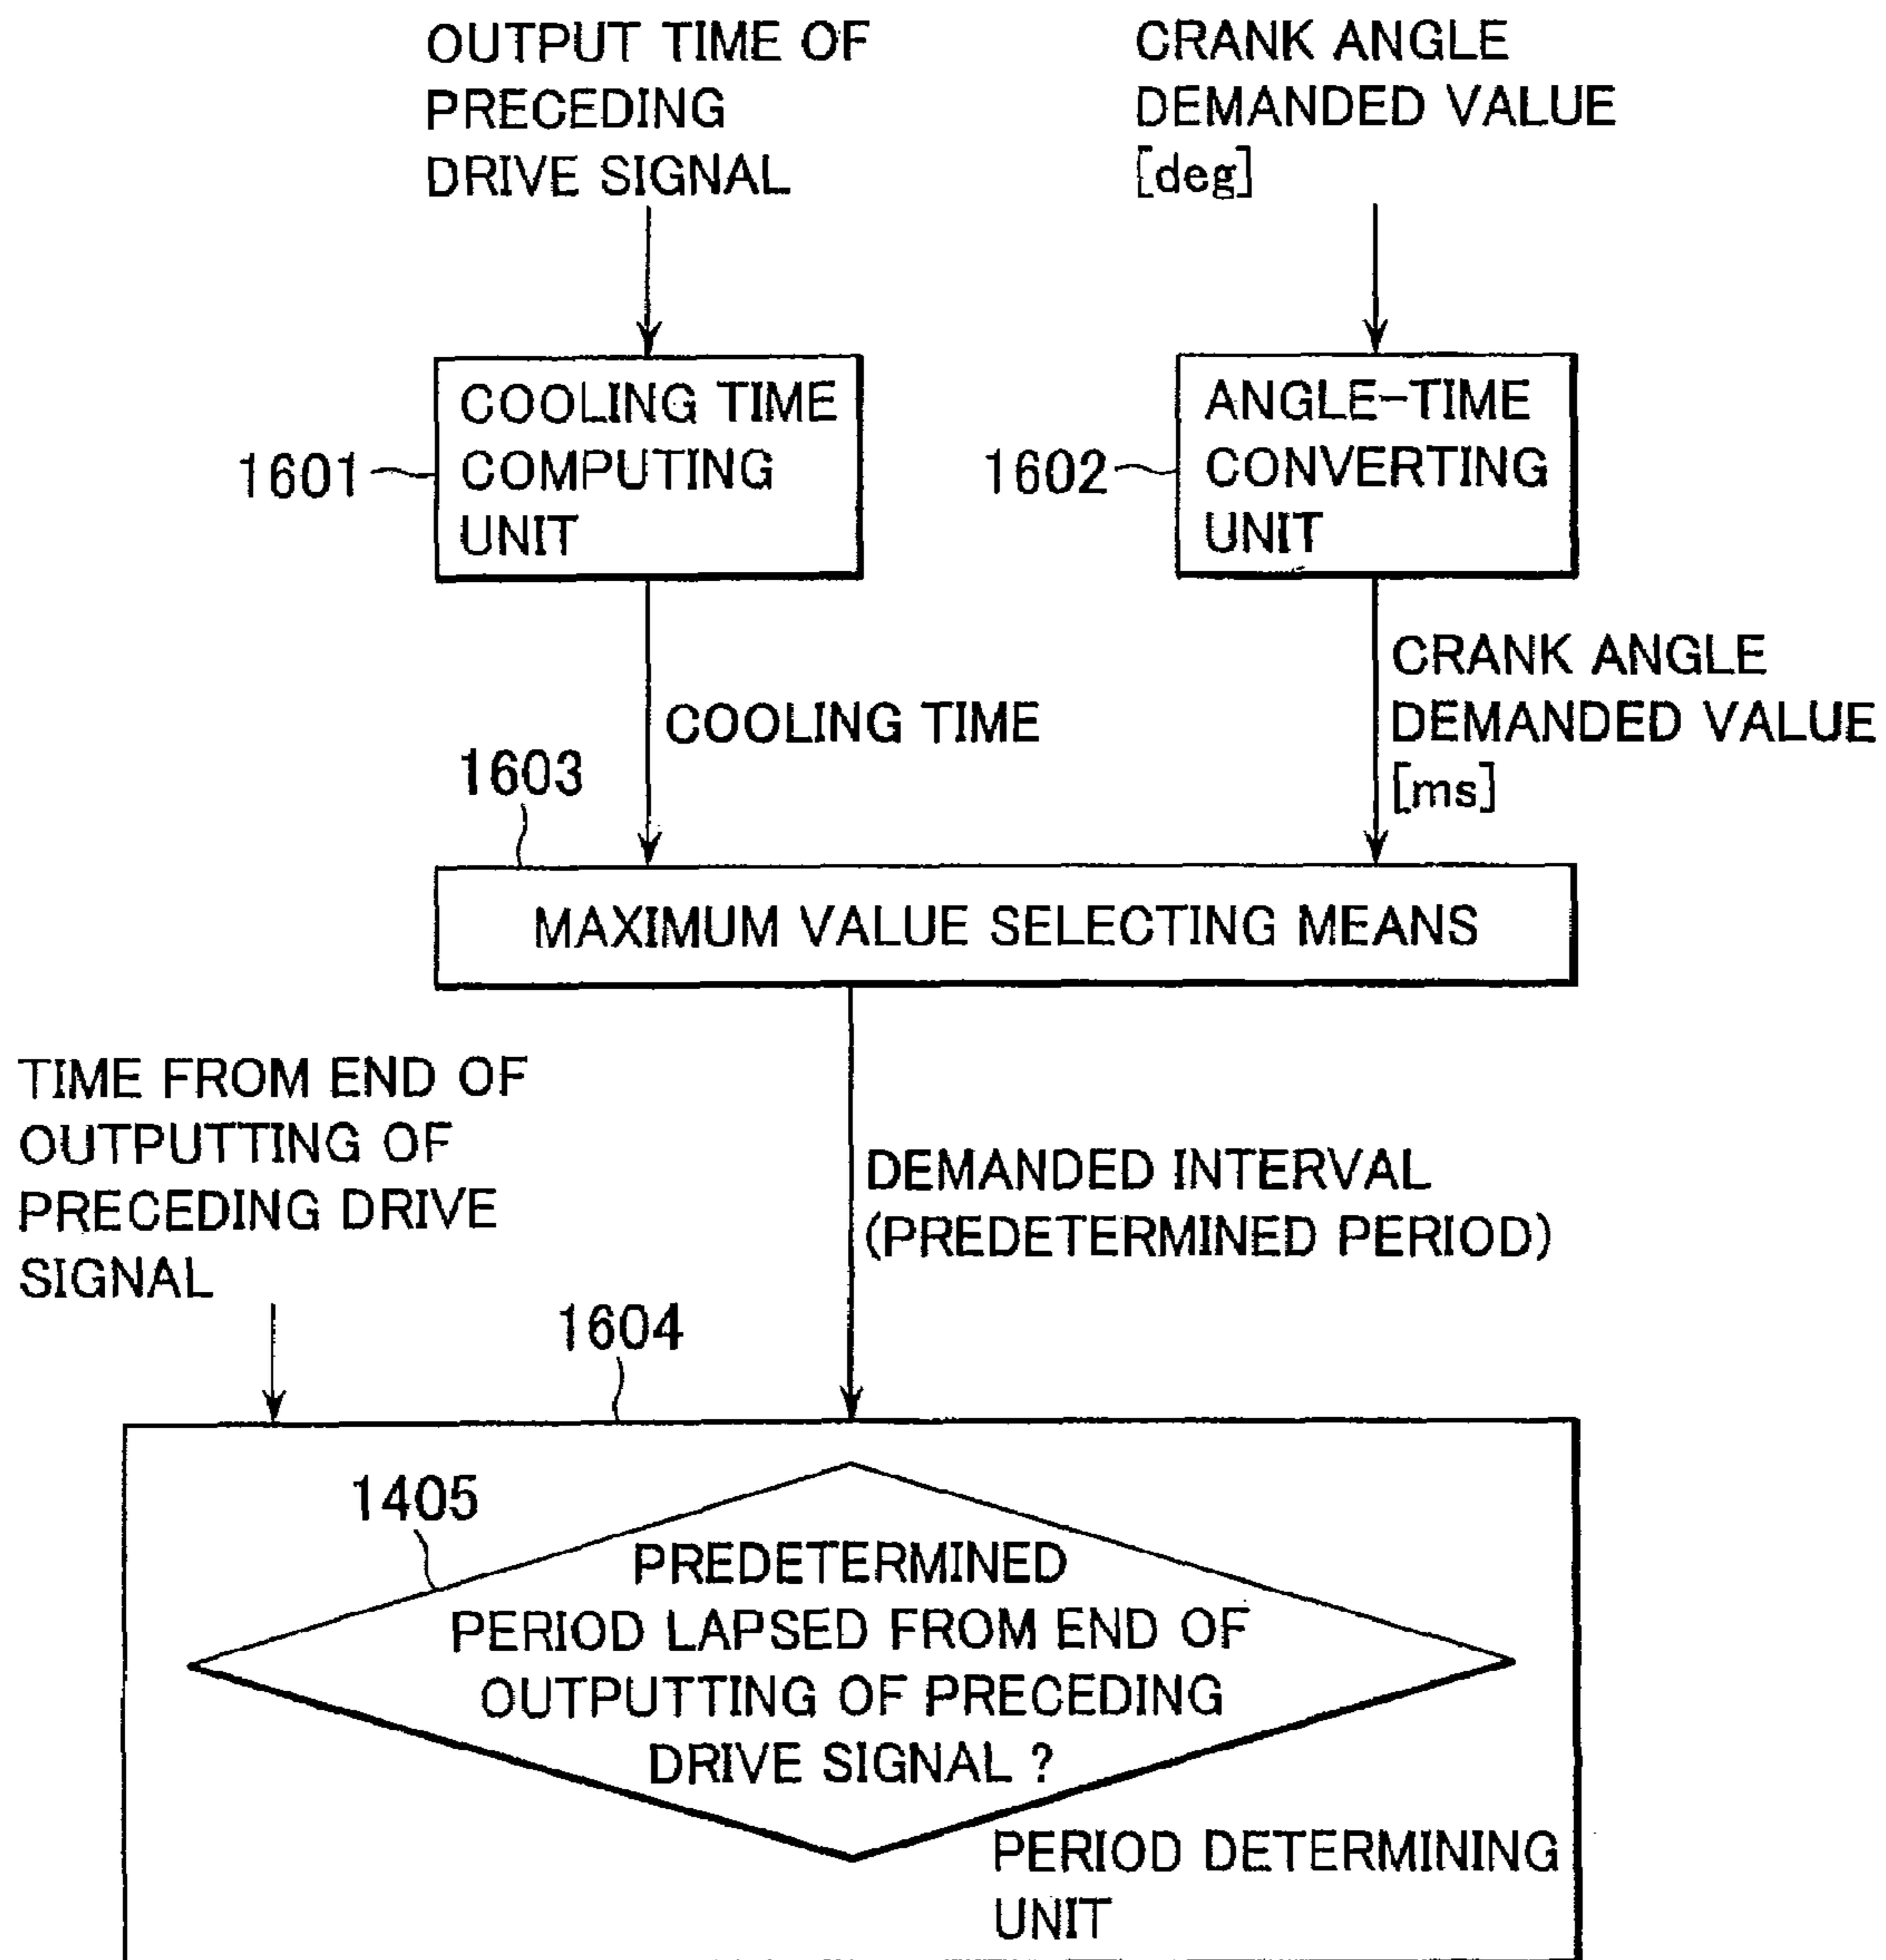 OUTPUT TIME OF
PRECEDING
DRIVE SIGNAL
CRANK ANGLE
DEMANDED VALUE
[deg]
1601
COOLING TIME
COMPUTING
UNIT
1602
ANGLE-TIME
CONVERTING
UNIT
COOLING TIME
CRANK ANGLE
DEMANDED VALUE
[ms]
1603
MAXIMUM VALUE SELECTING MEANS
TIME FROM END OF
OUTPUTTING OF
PRECEDING DRIVE
SIGNAL
DEMANDED INTERVAL
(PREDETERMINED PERIOD)
1604
1405
PREDETERMINED
PERIOD LAPSED FROM END OF
OUTPUTTING OF PRECEDING
DRIVE SIGNAL ?
PERIOD DETERMINING
UNIT